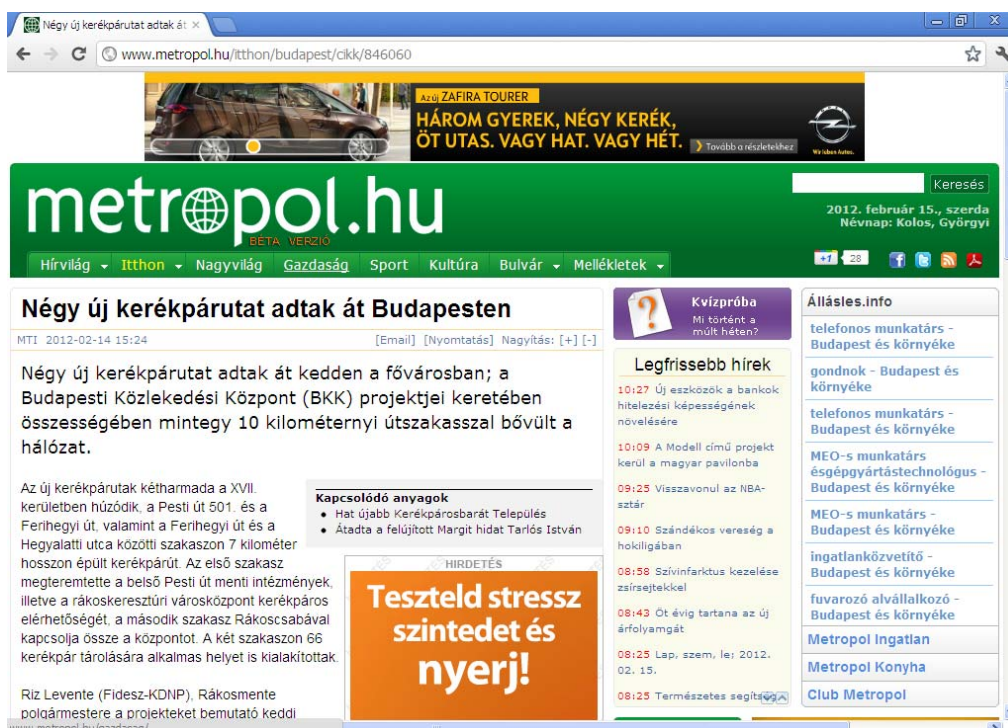 Négy új kerékpárutat adtak át
www.metropol.hu/itthon/budapest/cikk/846060
Az új ZAFIRA TOURER
HÁROM GYEREK, NÉGY KERÉK,
ÖT UTAS. VAGY HAT. VAGY HÉT.
Tovább a részletekhez
Wir leben Autos.
metropol.hu
BÉTA VERZIÓ
Keresés
2012. február 15., szerda
Névnap: Kolos, Györgyi
Hírvilág Itthon Nagyvilág Gazdaság Sport Kultúra Bulvár Mellékletek
+1 28
Négy új kerékpárutat adtak át Budapesten
MTI 2012-02-14 15:24 [Email] [Nyomtatás] Nagyítás: [+] [-]
Négy új kerékpárutat adtak át kedden a fővárosban; a
Budapesti Közlekedési Központ (BKK) projektjei keretében
összességében mintegy 10 kilométernyi útszakasszal bővült a
hálózat.
Az új kerékpárutak kétharmada a XVII.
kerületben húzódik, a Pesti út 501. és a
Ferihegyi út, valamint a Ferihegyi út és a
Hegyalatti utca közötti szakaszon 7 kilométer
hosszon épült kerékpárút. Az első szakasz
megteremtette a belső Pesti út menti intézmények,
illetve a rákoskeresztúri városközpont kerékpáros
elérhetőségét, a második szakasz Rákoscsabával
kapcsolja össze a központot. A két szakaszon 66
kerékpár tárolására alkalmas helyet is kialakítottak.
Riz Levente (Fidesz-KDNP), Rákosmente
polgármestere a projekteket bemutató keddi
www.metropol.hu/gazdasag/
Kapcsolódó anyagok
Hat újabb Kerékpárosbarát Település
Átadta a felújított Margit hidat Tarlós István
HIRDETÉS
Teszteld stressz
szintedet és
nyerj!
Kvízpróba
Mi történt a
múlt héten?
Legfrissebb hírek
10:27 Új eszközök a bankok
hitelezési képességének
növelésére
10:09 A Modell című projekt
kerül a magyar pavilonba
09:25 Visszavonul az NBA-
sztár
09:10 Szándékos vereség a
hokiligában
08:58 Szívinfarktus kezelése
zsírsejtekkel
08:43 Öt évig tartana az új
árfolyamgát
08:25 Lap, szem, le; 2012.
02. 15.
08:25 Természetes segítség
Állásles.info
telefonos munkatárs -
Budapest és környéke
gondnok - Budapest és
környéke
telefonos munkatárs -
Budapest és környéke
MEO-s munkatárs
ésgépgyártástechnológus -
Budapest és környéke
MEO-s munkatárs -
Budapest és környéke
ingatlanközvetítő -
Budapest és környéke
fuvarozó alvállalkozó -
Budapest és környéke
Metropol Ingatlan
Metropol Konyha
Club Metropol